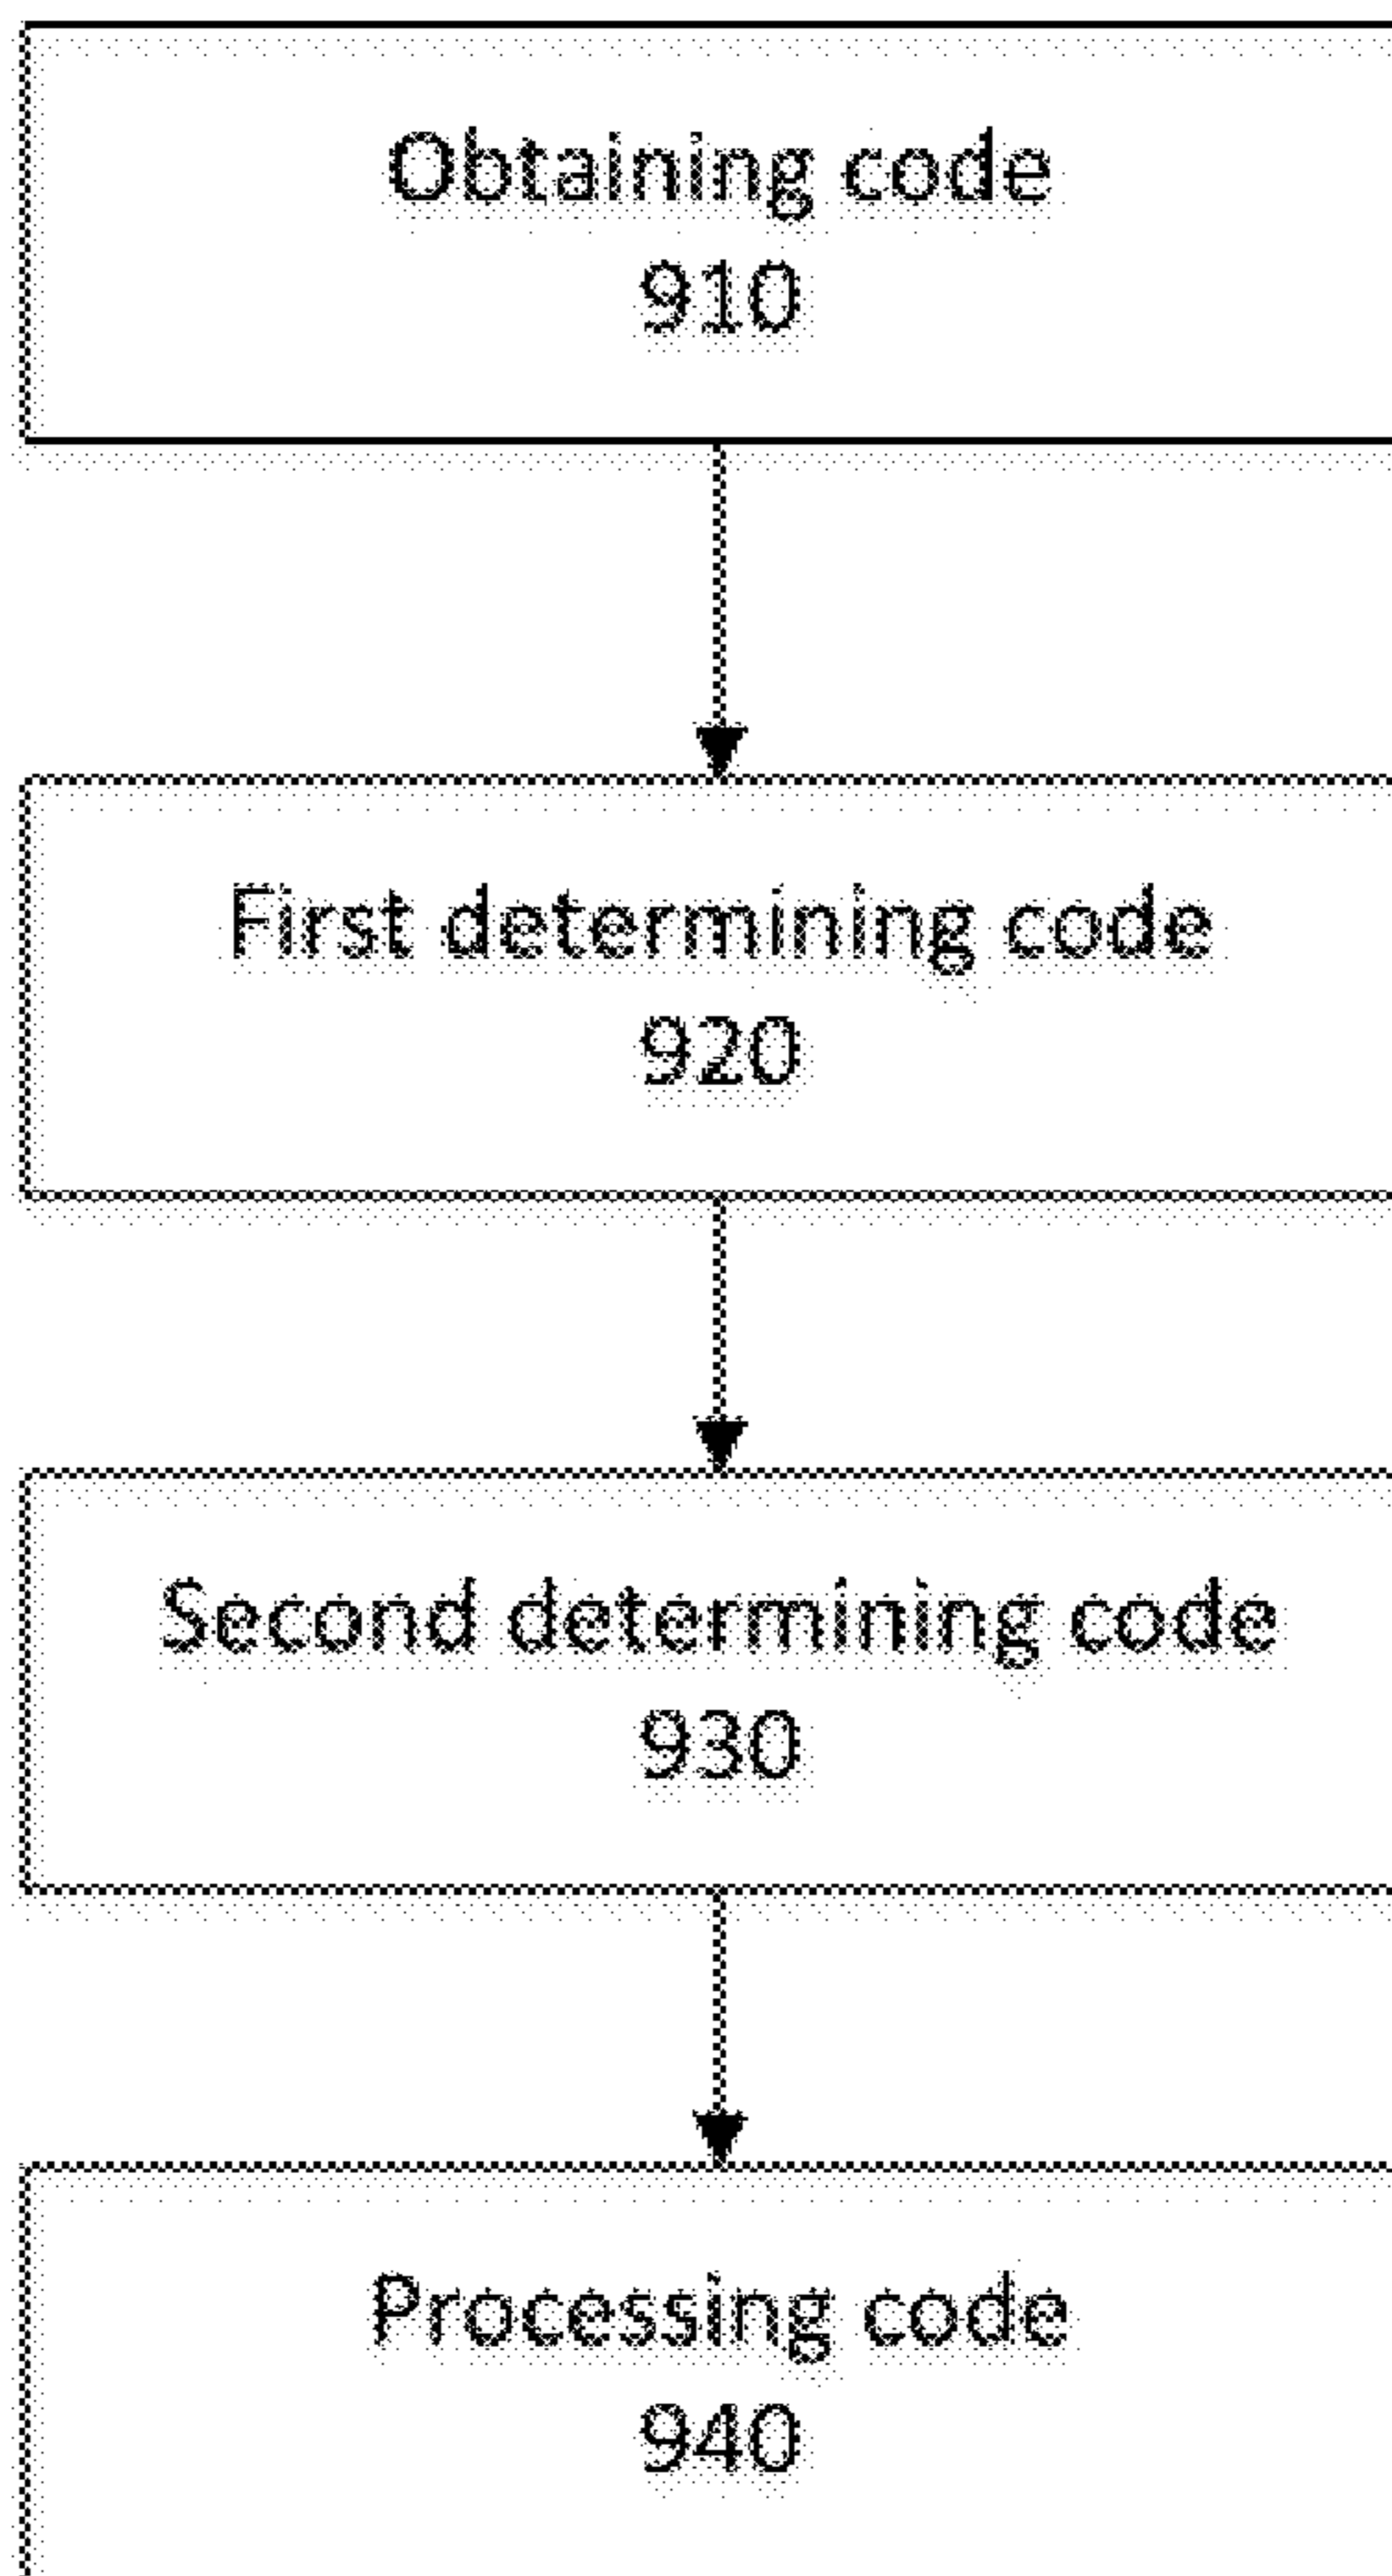 Obtaining code
910
First determining code
920
Second determining code
930
Processing code
940